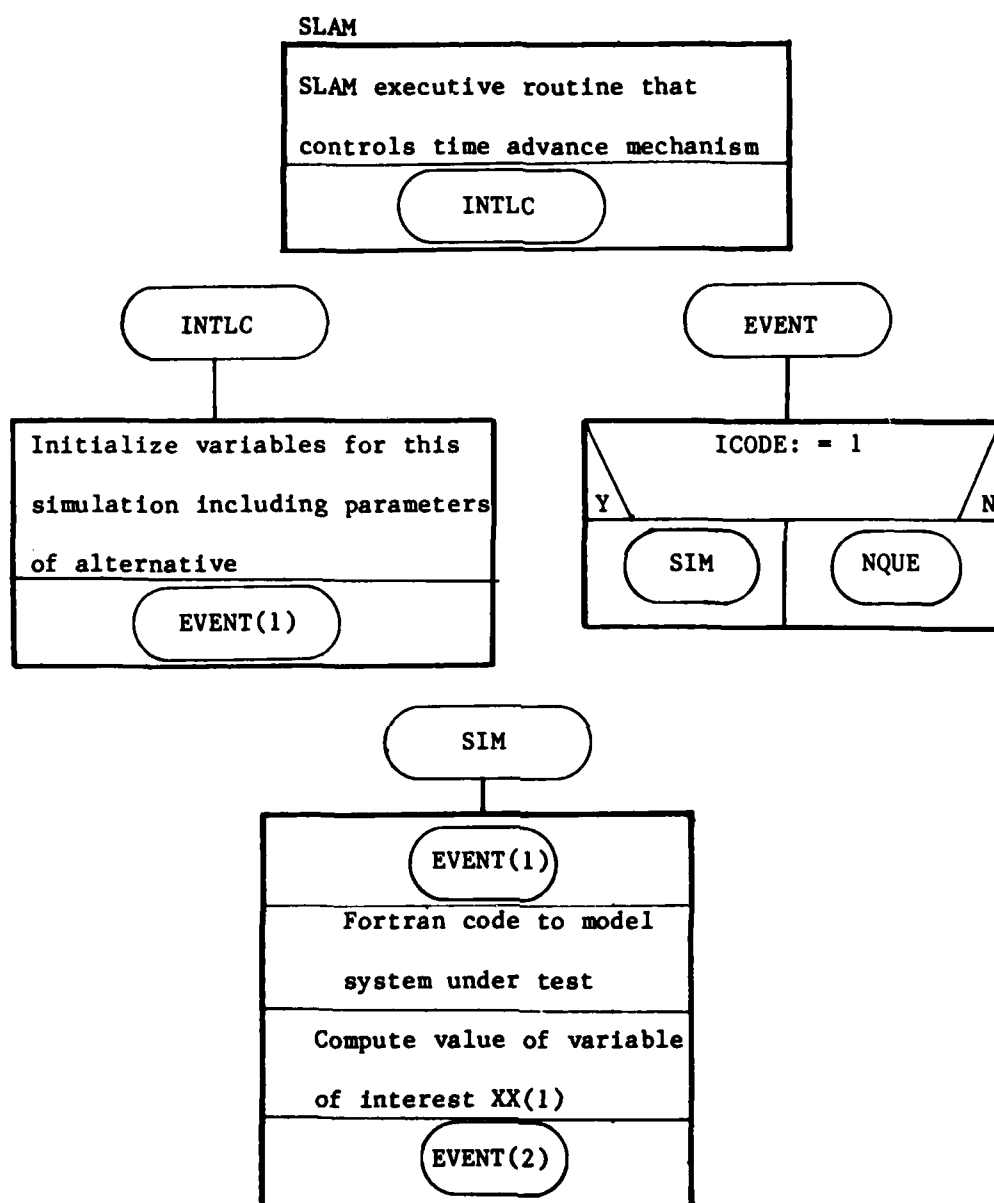 SLAM
SLAM executive routine that
controls time advance mechanism
INTLC
INTLC
Initialize variables for this
simulation including parameters
of alternative
EVENT(1)
EVENT
ICODE: = 1
Y
N
SIM
NQUE
SIM
EVENT(1)
Fortran code to model
system under test
Compute value of variable
of interest XX(1)
EVENT(2)